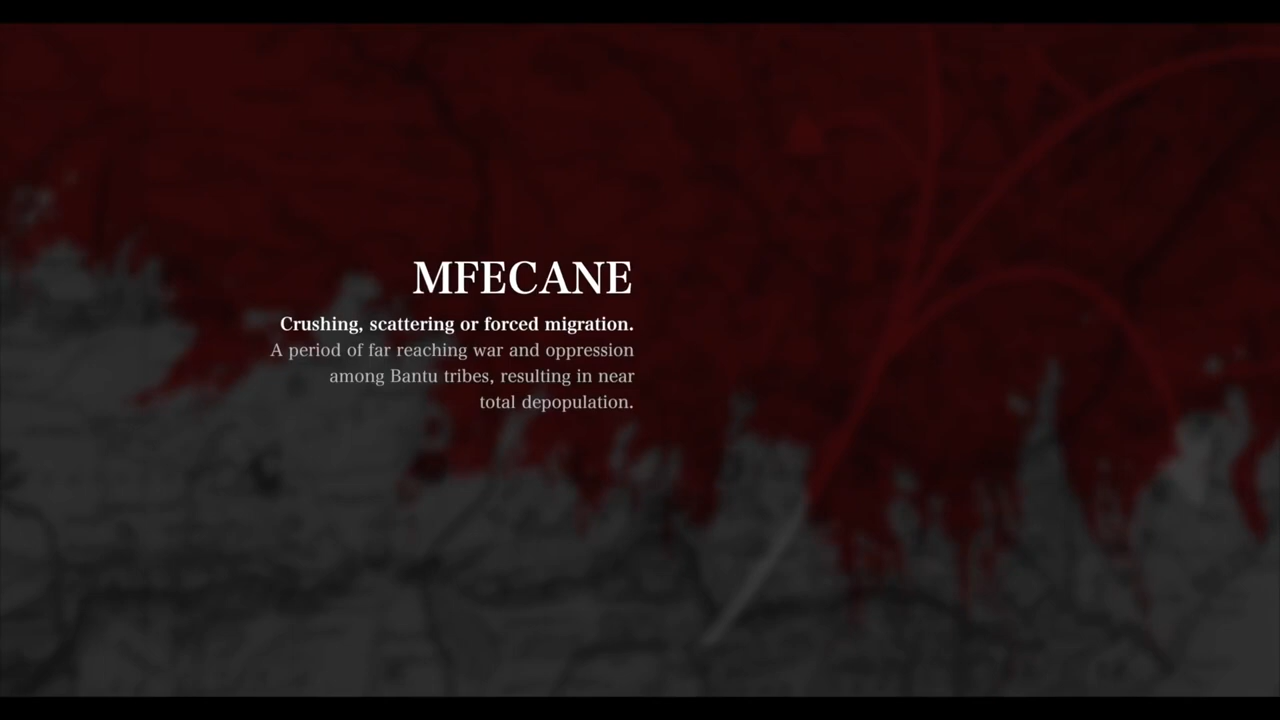 MFECANE
Crushing, scattering or forced migration.
A period of far reaching war and oppression
among Bantu tribes, resulting in near
total depopulation.